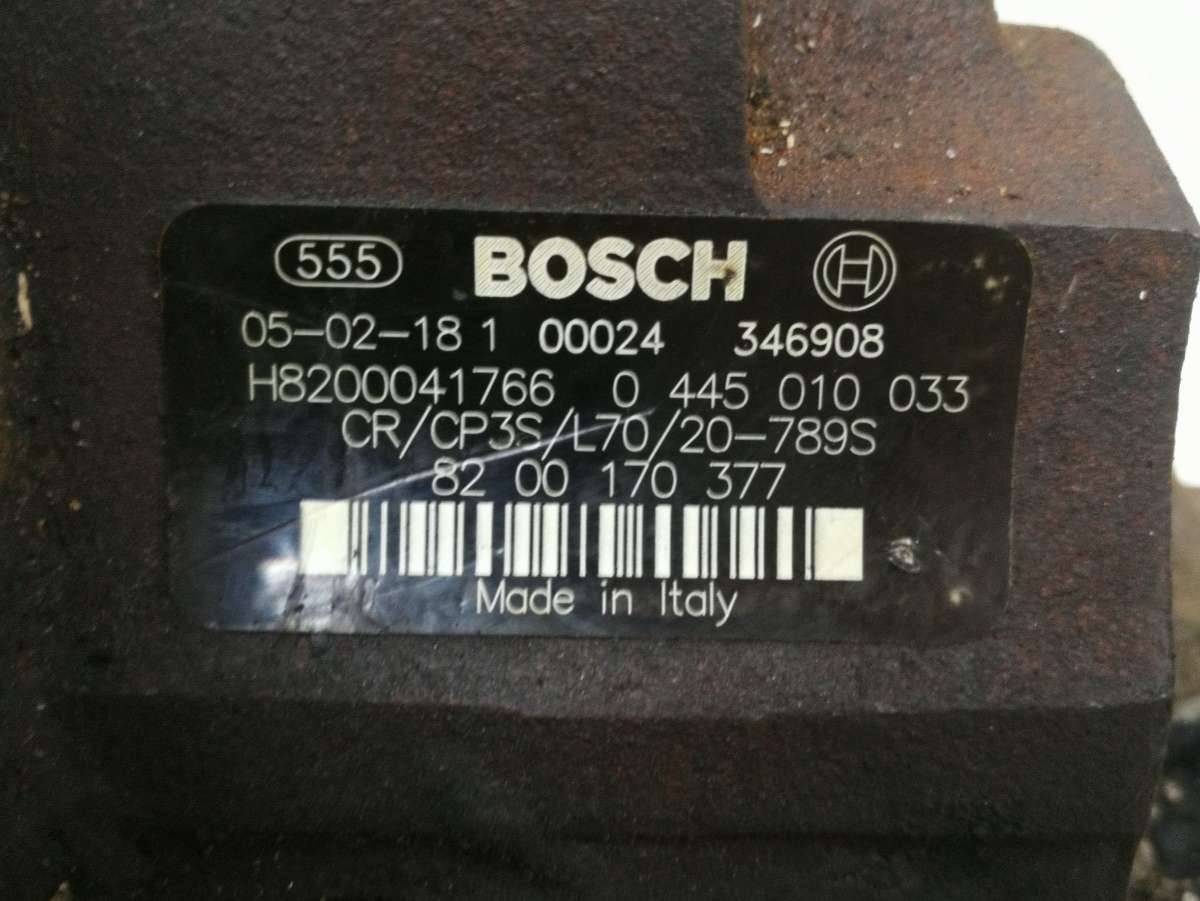 555 BOSCH H
05-02-18 1 00024 346908
H8200041766 0 445 010 033
CR/CP3S/L70/20-789S
82 00 170 377
Made in Italy